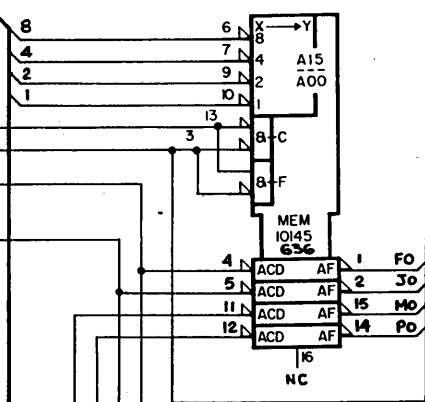 8 6 X → Y
8
4 7 4 A15
2 9 2 A00
1 10 1
13
& C
3
& F
MEM
10145
636
4 ACD AF 1 FO
5 ACD AF 2 JO
11 ACD AF 15 MO
12 ACD AF 14 PO
16
NC